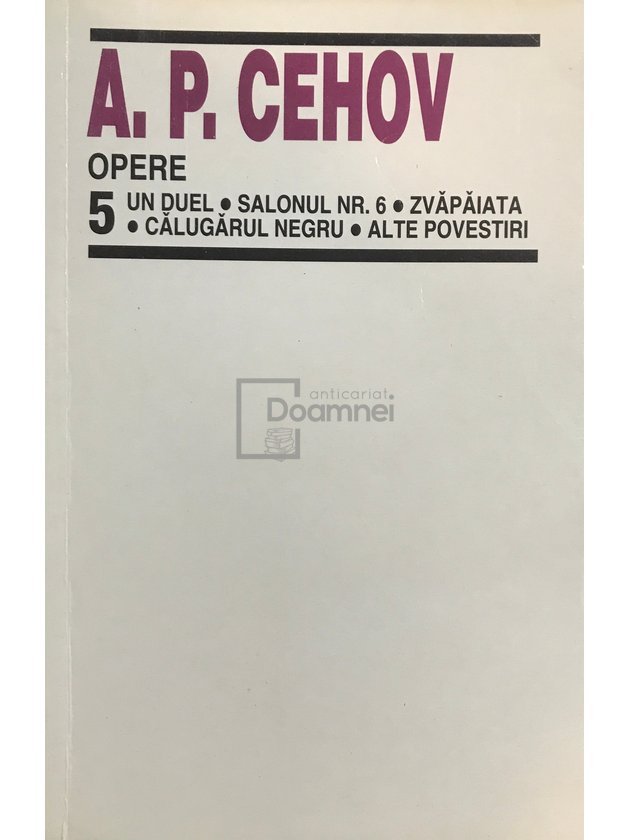 A. P. CEHOV
OPERE
5 UN DUEL • SALONUL NR. 6 • ZVĂPĂIATA
• CĂLUGĂRUL NEGRU • ALTE POVESTIRI
anticariat
Doamnei